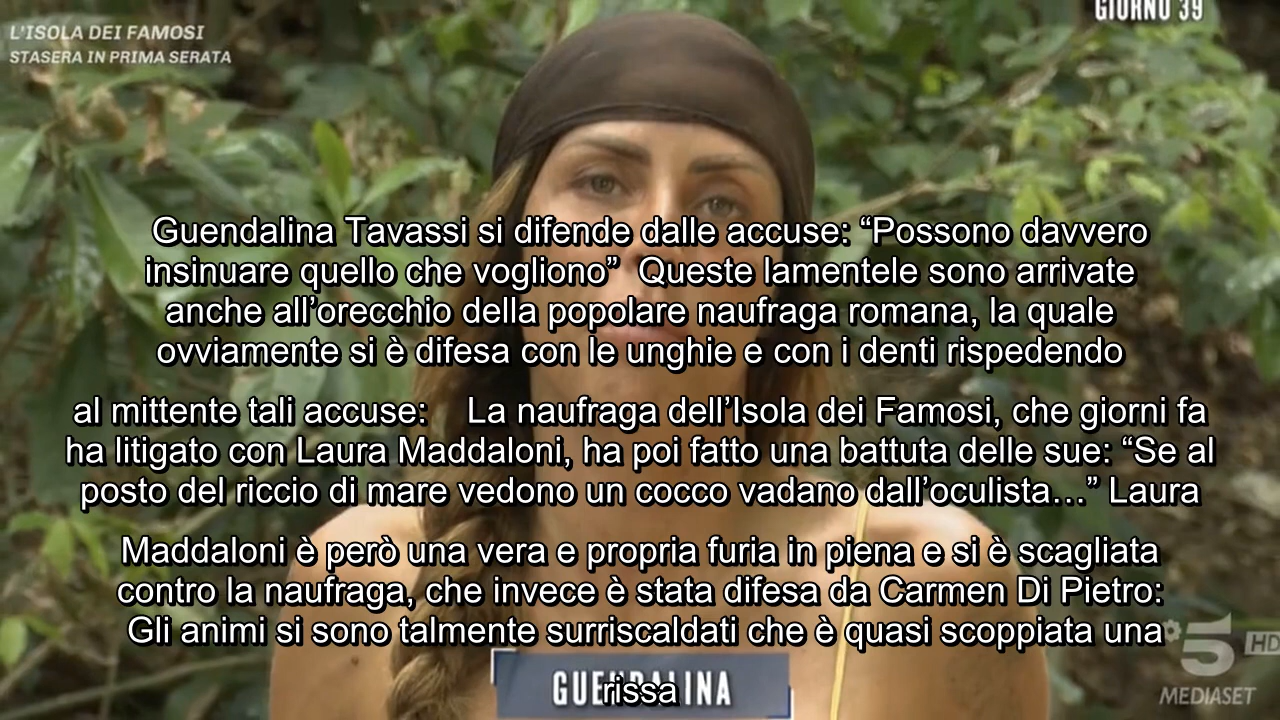 GIORNO 39
L'ISOLA DEI FAMOSI
STASERA IN PRIMA SERATA
Guendalina Tavassi si difende dalle accuse: “Possono davvero
insinuare quello che vogliono”  Queste lamentele sono arrivate
anche all’orecchio della popolare naufraga romana, la quale
ovviamente si è difesa con le unghie e con i denti rispedendo
al mittente tali accuse:    La naufraga dell’Isola dei Famosi, che giorni fa
ha litigato con Laura Maddaloni, ha poi fatto una battuta delle sue: “Se al
posto del riccio di mare vedono un cocco vadano dall’oculista…” Laura
Maddaloni è però una vera e propria furia in piena e si è scagliata
contro la naufraga, che invece è stata difesa da Carmen Di Pietro:
Gli animi si sono talmente surriscaldati che è quasi scoppiata una
rissa
GUENDALINA
5 HD
MEDIASET